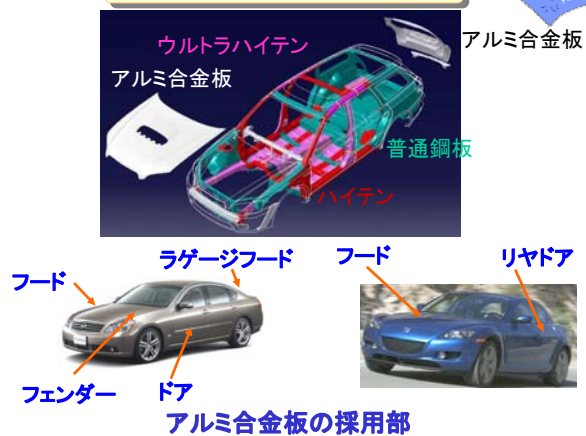 ウルトラハイテン
アルミ合金板
アルミ合金板
普通鋼板
ハイテン
フード
ラゲージフード
フード
リヤドア
フェンダー
ドア
アルミ合金板の採用部